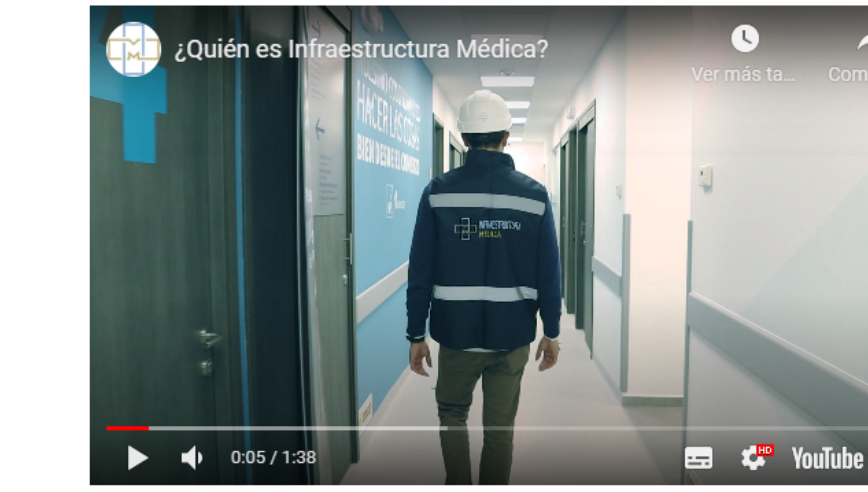 ¿Quién es Infraestructura Médica?
Ver más ta...
Com
HACER LAS COSAS
BIEN DESDE EL COMIENZO
INFRAESTRUCTURA
MÉDICA
0:05 / 1:38
HD
YouTube